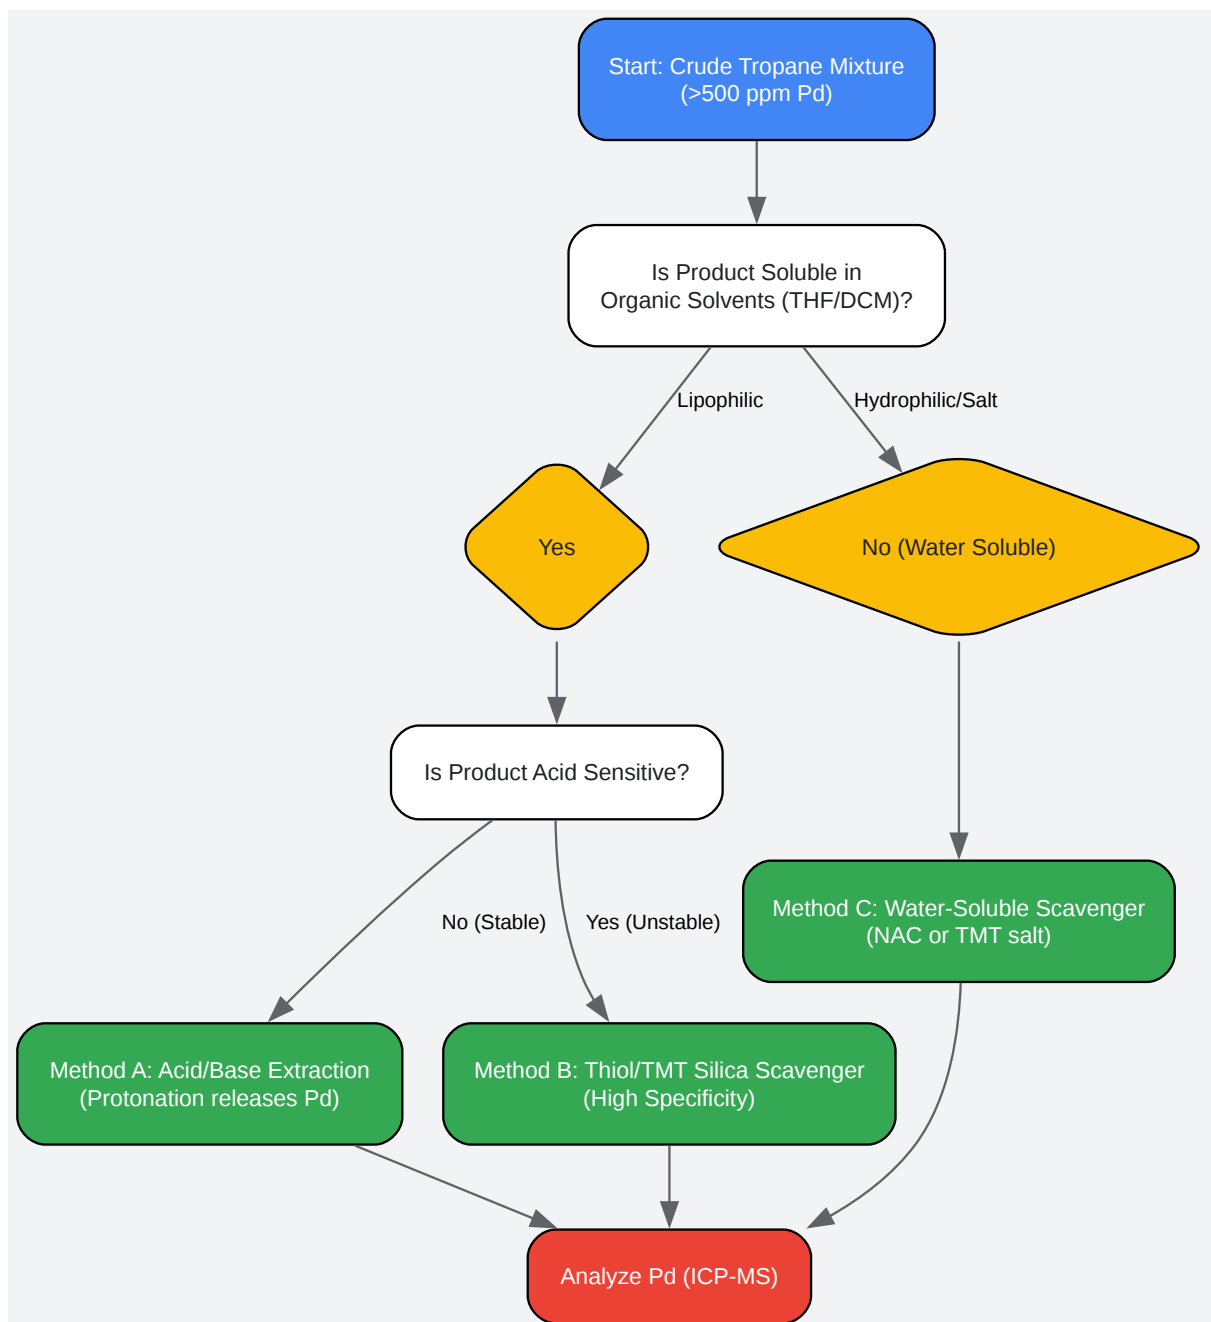 Start: Crude Tropane Mixture
(>500 ppm Pd)
Is Product Soluble in
Organic Solvents (THF/DCM)?
Lipophilic
Hydrophilic/Salt
Yes
No (Water Soluble)
Is Product Acid Sensitive?
No (Stable)
Yes (Unstable)
Method C: Water-Soluble Scavenger
(NAC or TMT salt)
Method A: Acid/Base Extraction
(Protonation releases Pd)
Method B: Thiol/TMT Silica Scavenger
(High Specificity)
Analyze Pd (ICP-MS)